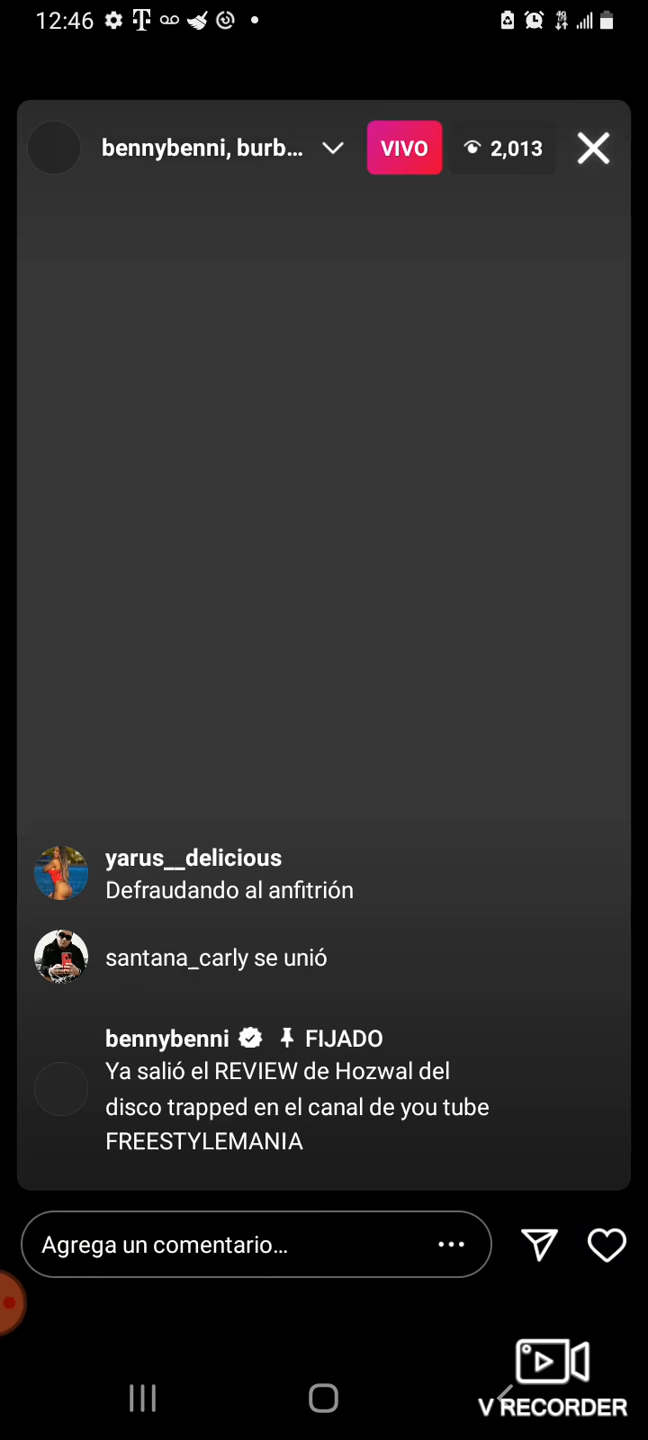 12:46
bennybenni, burb...
VIVO
2,013
yarus__delicious
Defraudando al anfitrión
santana_carly se unió
bennybenni FIJADO
Ya salió el REVIEW de Hozwal del
disco trapped en el canal de you tube
FREESTYLEMANIA
Agrega un comentario...
V RECORDER